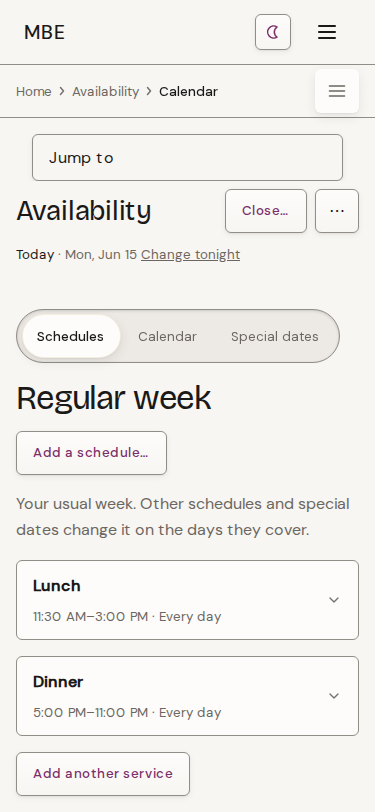 MBE
Home > Availability > Calendar
Jump to
Availability
Close…
…
Today · Mon, Jun 15 Change tonight
Schedules
Calendar
Special dates
Regular week
Add a schedule…
Your usual week. Other schedules and special
dates change it on the days they cover.
Lunch
11:30 AM–3:00 PM · Every day
Dinner
5:00 PM–11:00 PM · Every day
Add another service